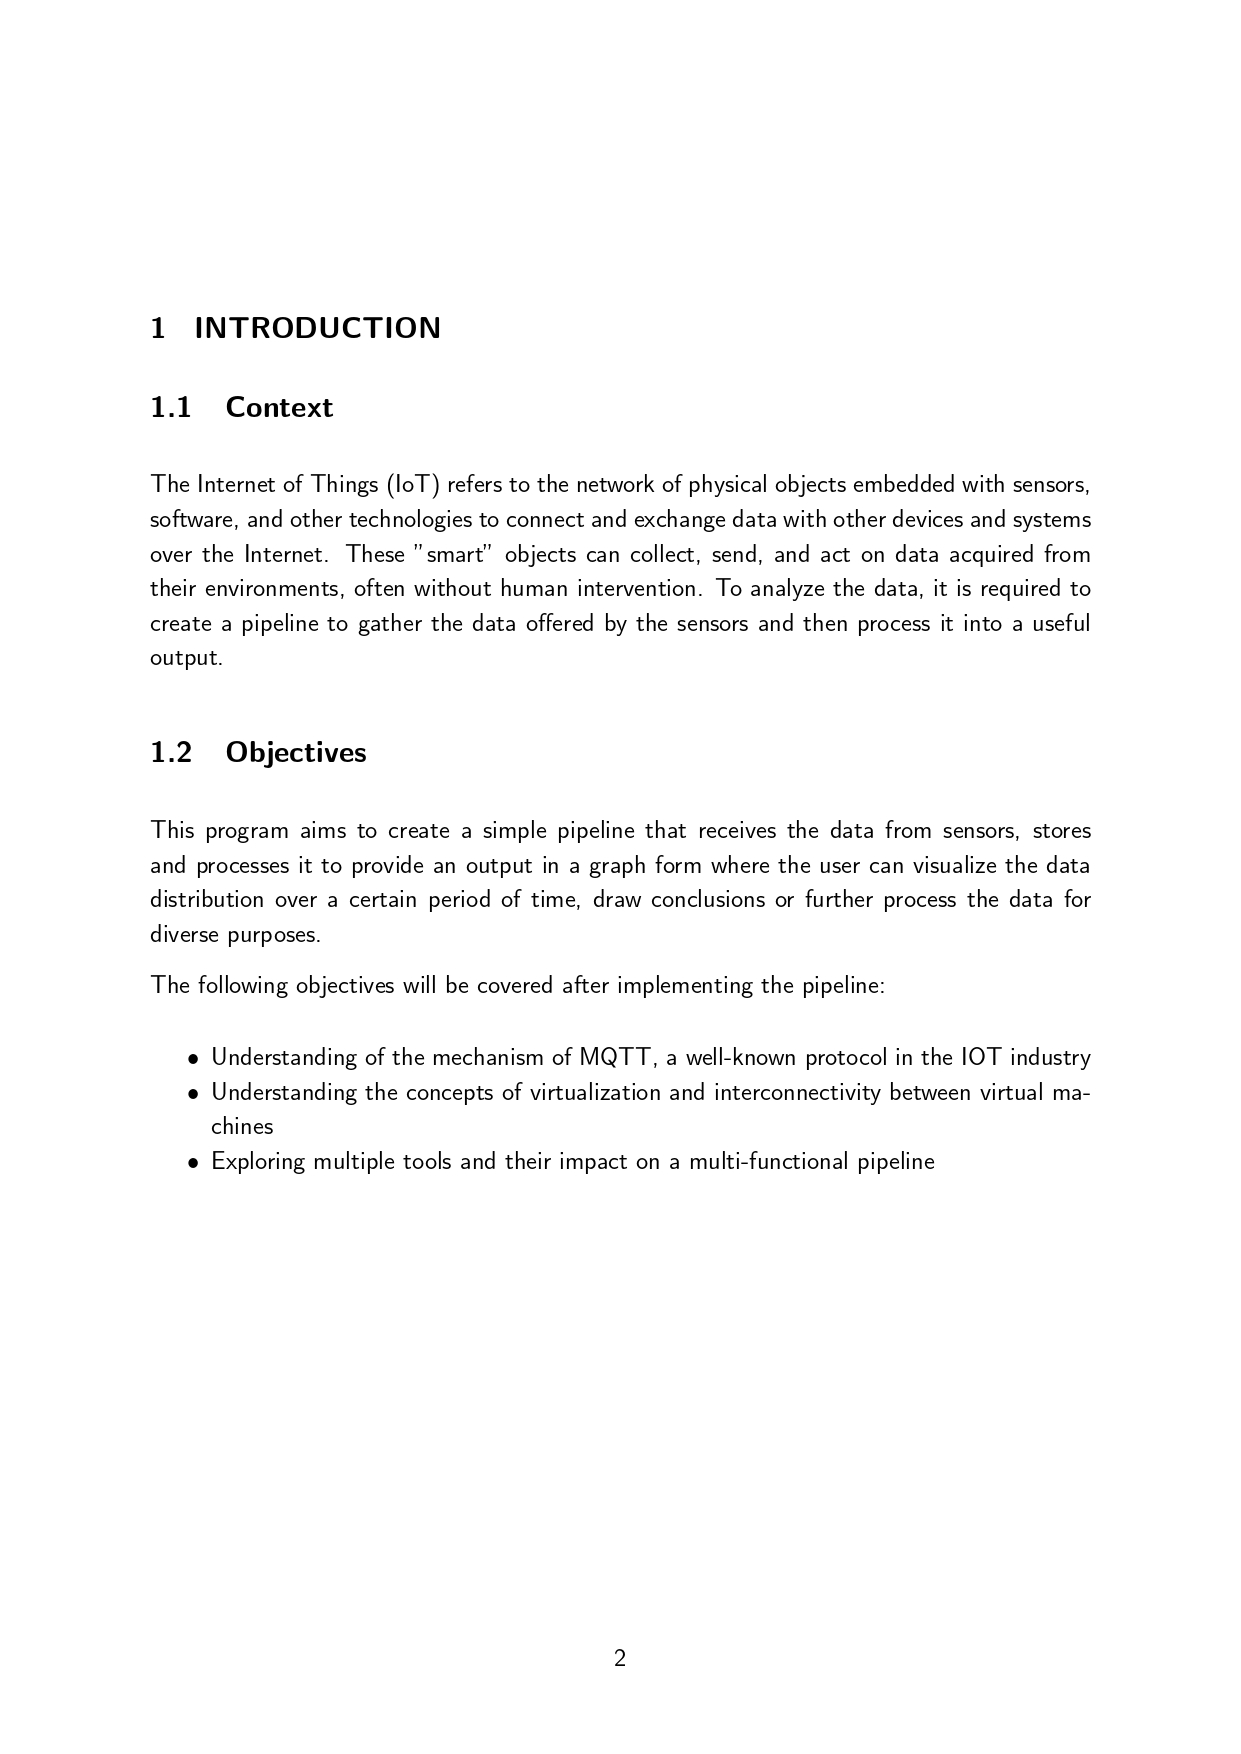 1 INTRODUCTION
1.1 Context
The Internet of Things (IoT) refers to the network of physical objects embedded with sensors,
software, and other technologies to connect and exchange data with other devices and systems
over the Internet. These ”smart” objects can collect, send, and act on data acquired from
their environments, often without human intervention. To analyze the data, it is required to
create a pipeline to gather the data offered by the sensors and then process it into a useful
output.
1.2 Objectives
This program aims to create a simple pipeline that receives the data from sensors, stores
and processes it to provide an output in a graph form where the user can visualize the data
distribution over a certain period of time, draw conclusions or further process the data for
diverse purposes.
The following objectives will be covered after implementing the pipeline:
• Understanding of the mechanism of MQTT, a well-known protocol in the IOT industry
• Understanding the concepts of virtualization and interconnectivity between virtual ma-
chines
• Exploring multiple tools and their impact on a multi-functional pipeline
2